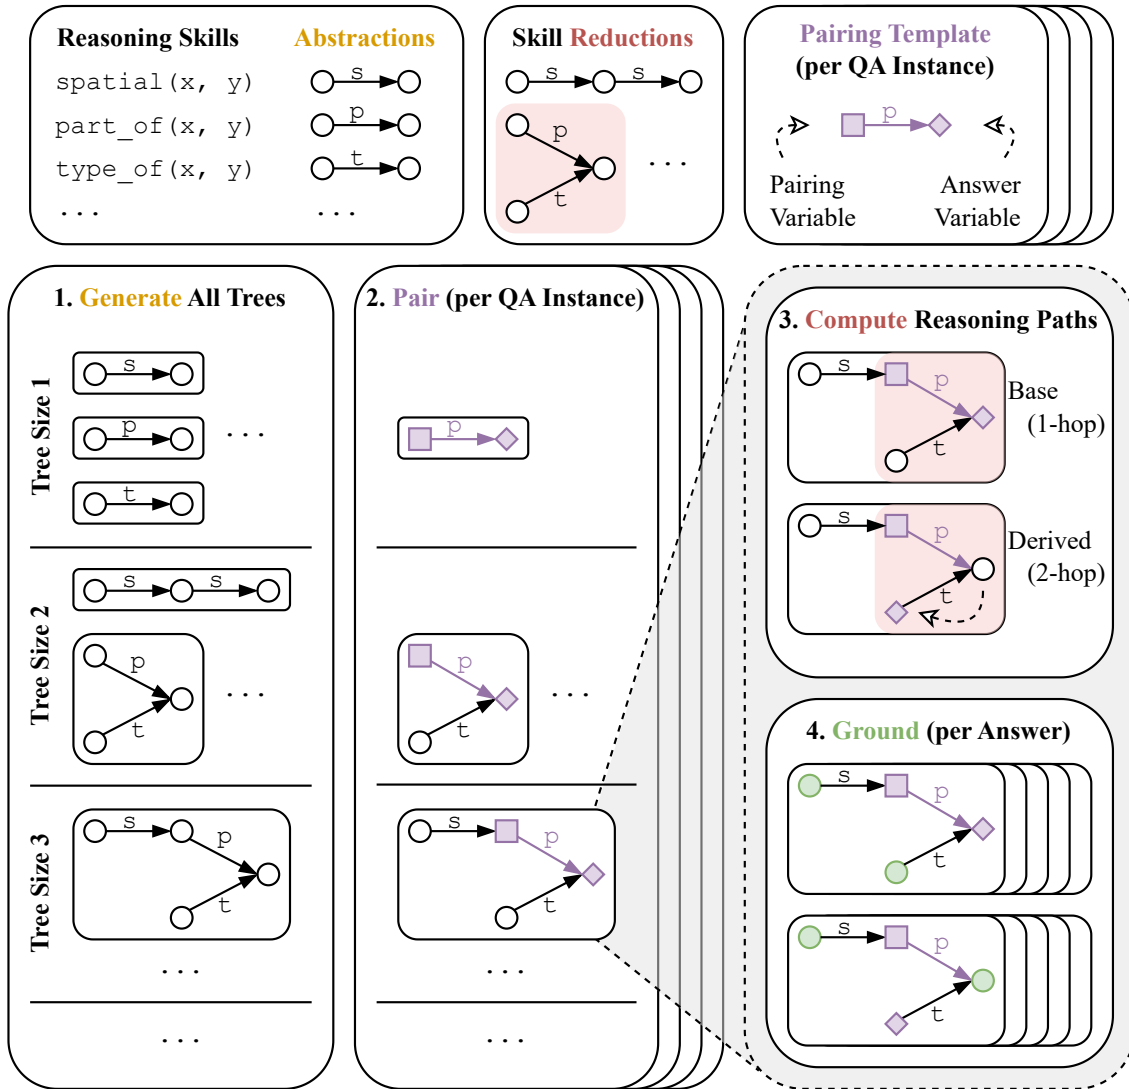 Reasoning Skills
Abstractions
spatial(x, y)
s
part_of(x, y)
p
type_of(x, y)
t
...
...
Skill Reductions
s
s
p
t
...
Pairing Template
(per QA Instance)
p
Pairing
Variable
Answer
Variable
1. Generate All Trees
Tree Size 1
s
p
...
t
Tree Size 2
s
s
p
t
...
Tree Size 3
s
p
t
...
...
2. Pair (per QA Instance)
p
p
t
...
s
p
t
...
...
3. Compute Reasoning Paths
s
p
t
Base
(1-hop)
s
p
t
Derived
(2-hop)
4. Ground (per Answer)
s
p
t
s
p
t